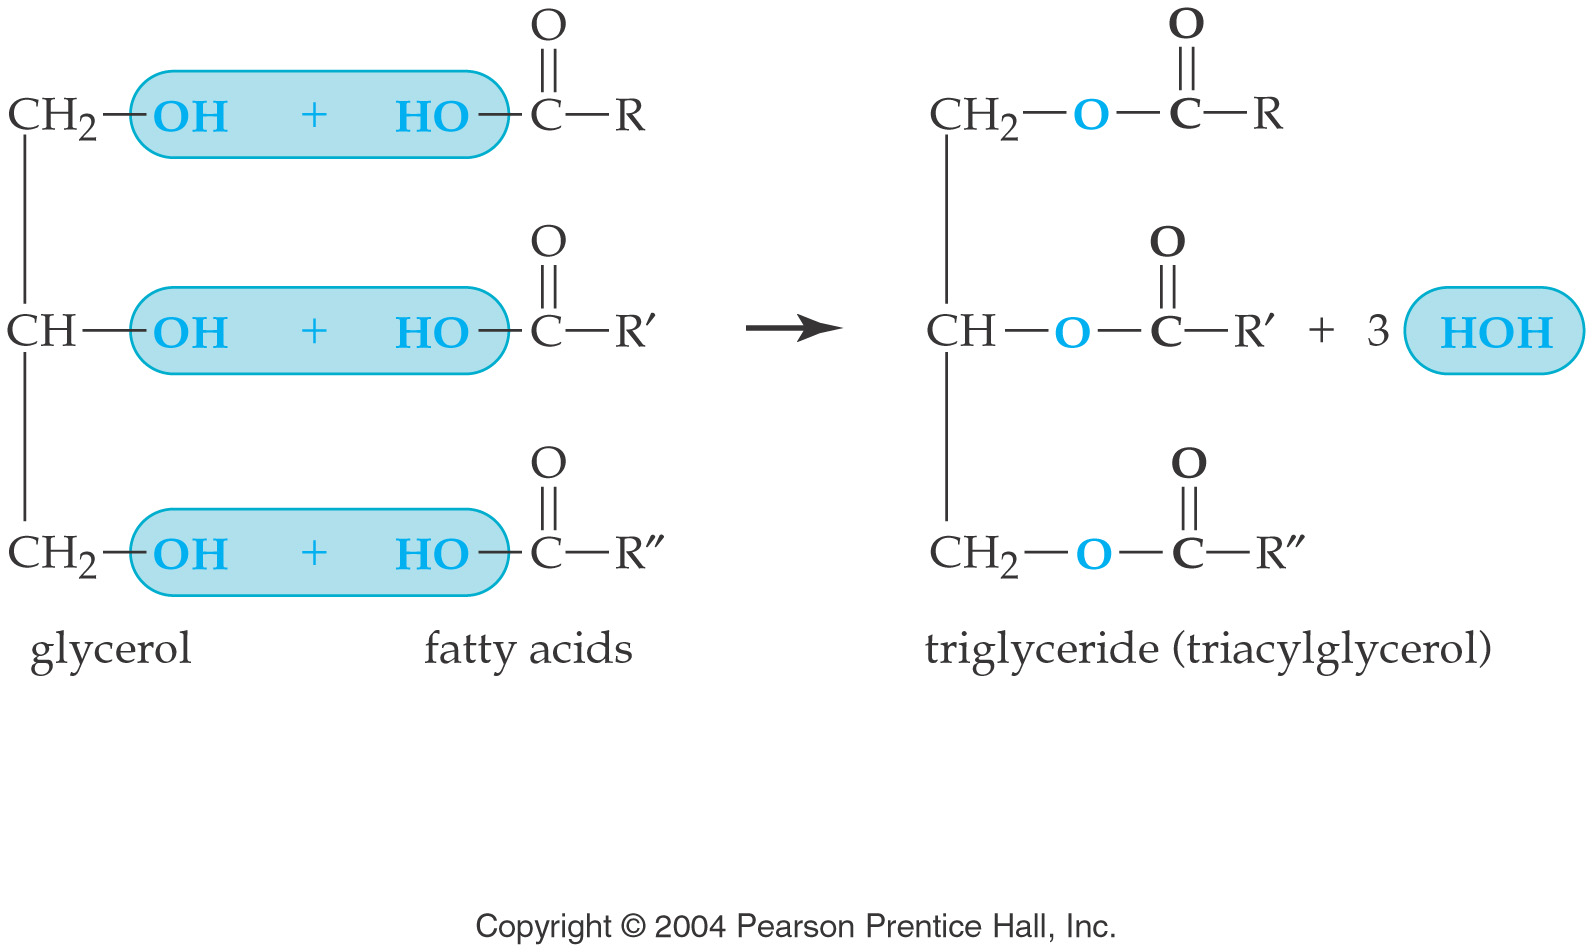 O O
CH₂ OH + HO C R CH₂ O C R
O O
CH OH + HO C R′ CH O C R′ + 3 HOH
O O
CH₂ OH + HO C R″ CH₂ O C R″
glycerol fatty acids triglyceride (triacylglycerol)
Copyright © 2004 Pearson Prentice Hall, Inc.